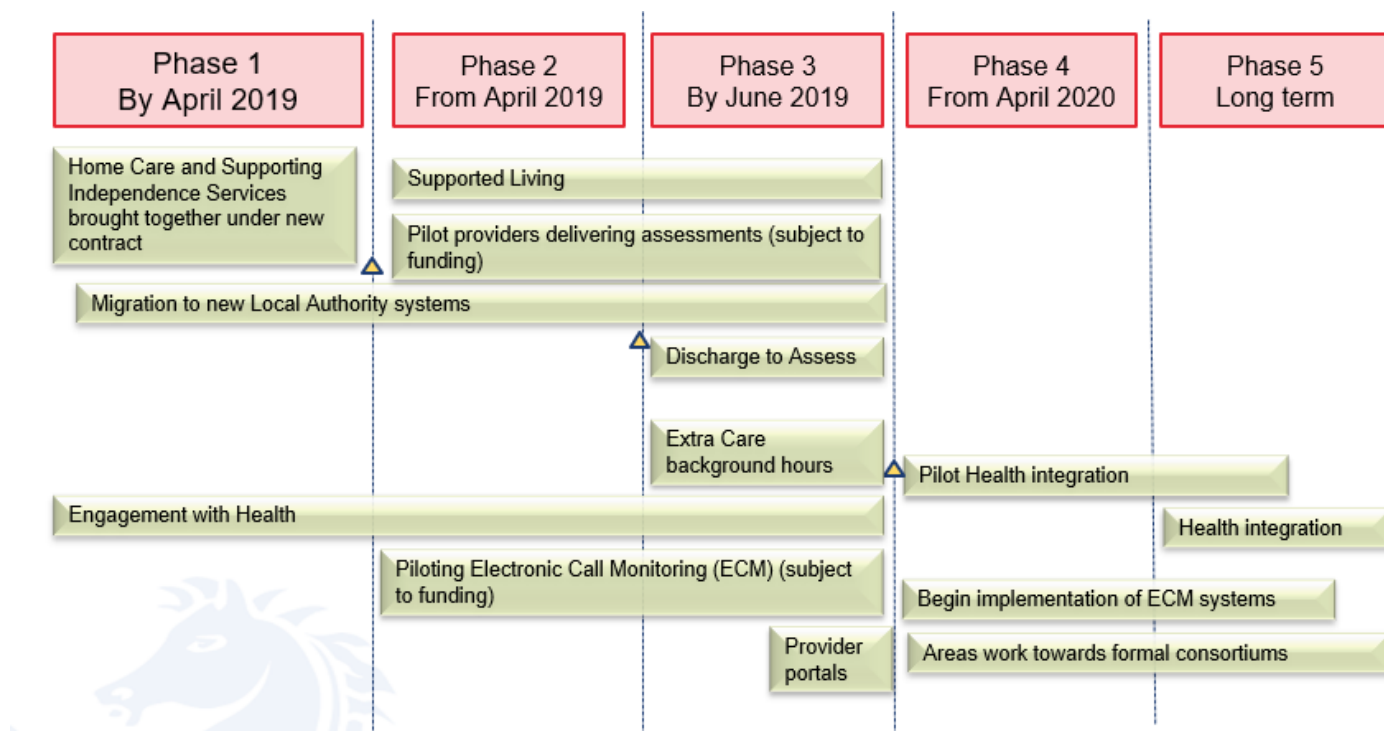 Phase 1
By April 2019
Phase 2
From April 2019
Phase 3
By June 2019
Phase 4
From April 2020
Phase 5
Long term
Home Care and Supporting
Independence Services
brought together under new
contract
Supported Living
Pilot providers delivering assessments (subject to
funding)
Migration to new Local Authority systems
Discharge to Assess
Extra Care
background hours
Pilot Health integration
Engagement with Health
Health integration
Piloting Electronic Call Monitoring (ECM) (subject
to funding)
Begin implementation of ECM systems
Provider
portals
Areas work towards formal consortiums